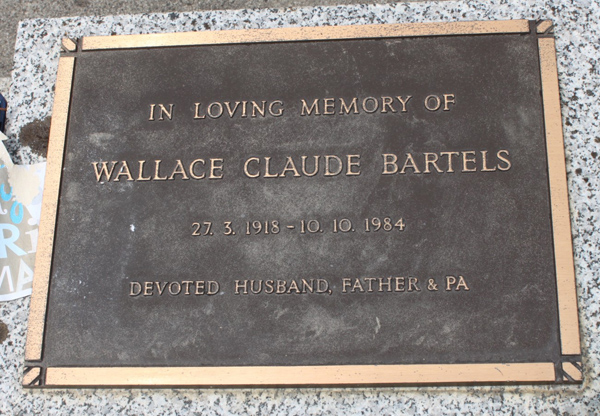 IN LOVING MEMORY OF
WALLACE CLAUDE BARTELS
27. 3. 1918 - 10. 10. 1984
DEVOTED HUSBAND, FATHER & PA